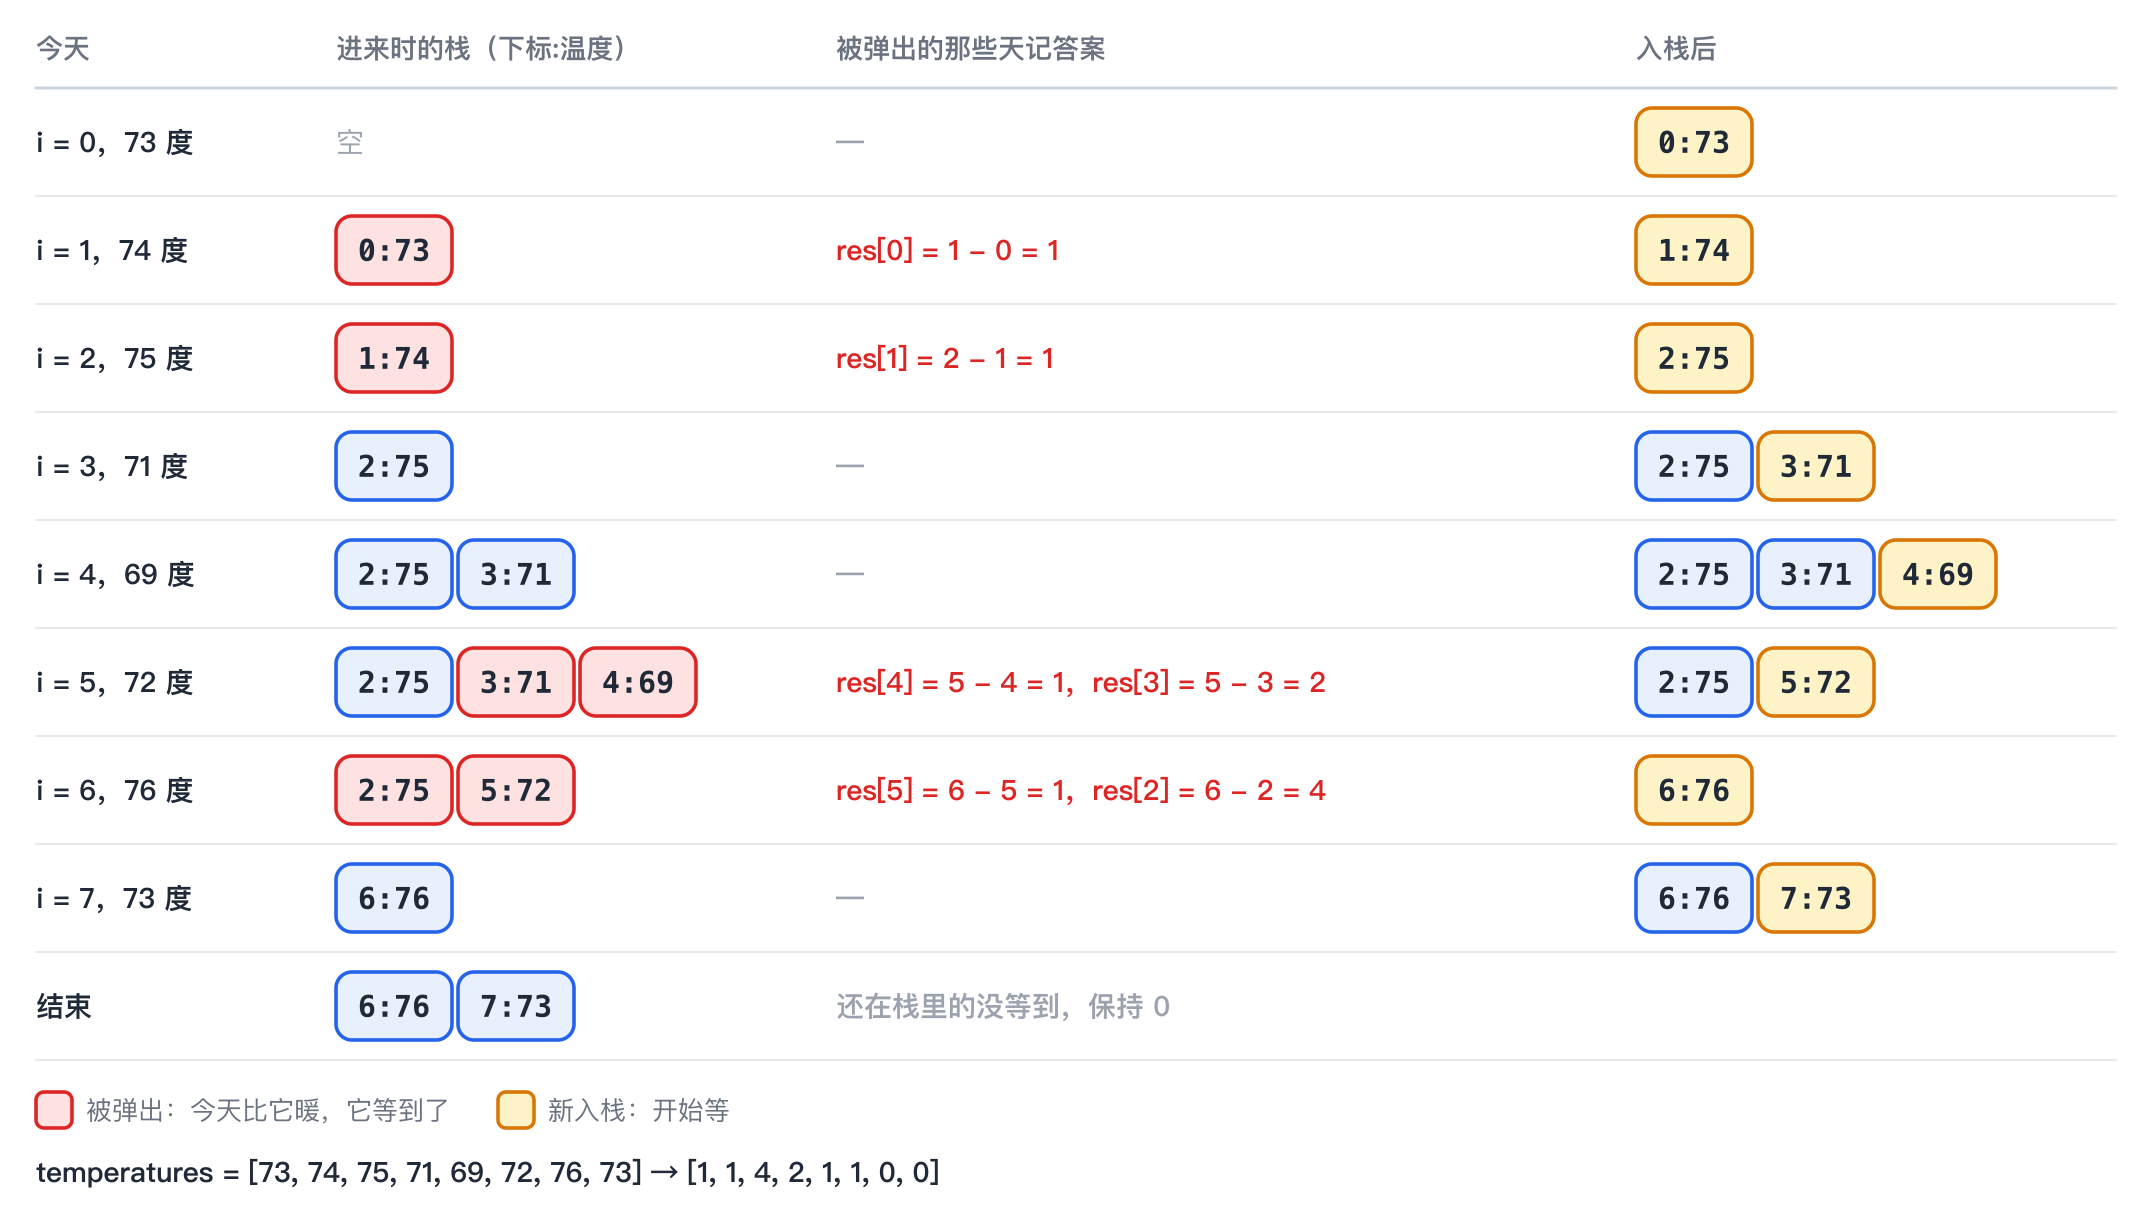 今天 进来时的栈（下标:温度） 被弹出的那些天记答案 入栈后
i = 0，73 度 空 — 0:73
i = 1，74 度 0:73 res[0] = 1 − 0 = 1 1:74
i = 2，75 度 1:74 res[1] = 2 − 1 = 1 2:75
i = 3，71 度 2:75 — 2:75 3:71
i = 4，69 度 2:75 3:71 — 2:75 3:71 4:69
i = 5，72 度 2:75 3:71 4:69 res[4] = 5 − 4 = 1，res[3] = 5 − 3 = 2 2:75 5:72
i = 6，76 度 2:75 5:72 res[5] = 6 − 5 = 1，res[2] = 6 − 2 = 4 6:76
i = 7，73 度 6:76 — 6:76 7:73
结束 6:76 7:73 还在栈里的没等到，保持 0
被弹出：今天比它暖，它等到了 新入栈：开始等
temperatures = [73, 74, 75, 71, 69, 72, 76, 73] → [1, 1, 4, 2, 1, 1, 0, 0]